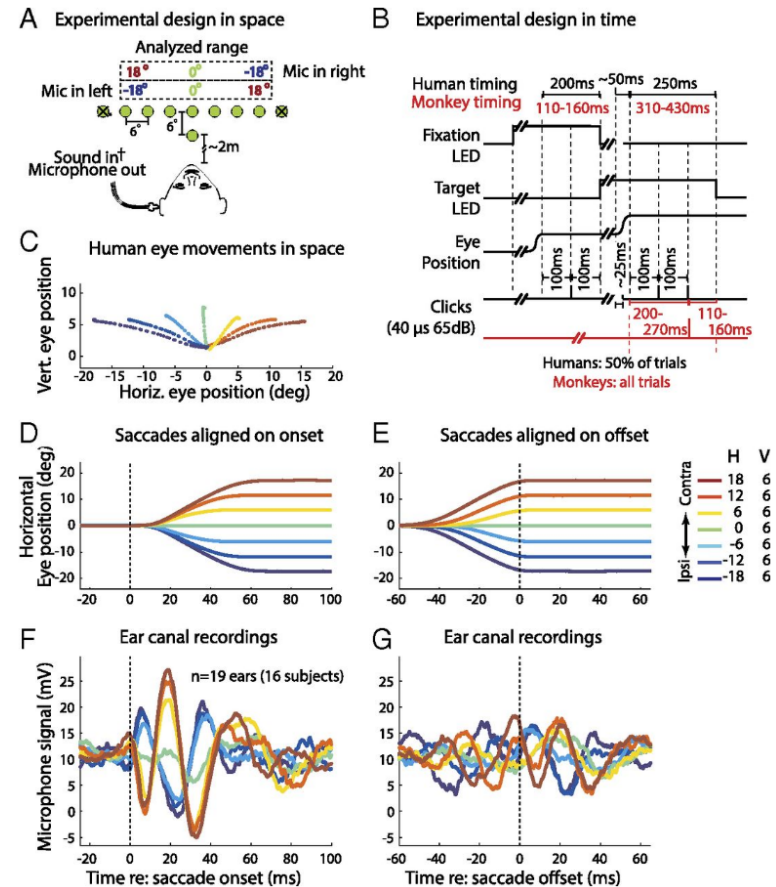 A Experimental design in space
Analyzed range
18° 0° -18° Mic in right
Mic in left -18° 0° 18°
6° 6°
~2m
Sound in†
Microphone out
B Experimental design in time
Human timing 200ms ~50ms 250ms
Monkey timing 110-160ms 310-430ms
Fixation
LED
Target
LED
Eye
Position
100ms 100ms ~25ms 100ms 100ms
Clicks
(40 µs 65dB)
200-
270ms
110-
160ms
Humans: 50% of trials
Monkeys: all trials
C Human eye movements in space
Vert. eye position
10
5
0
-20 -15 -10 -5 0 5 10 15 20
Horiz. eye position (deg)
D Saccades aligned on onset
Horizontal
Eye position (deg)
20
10
0
-10
-20
-20 0 20 40 60 80 100
E Saccades aligned on offset
20
10
0
-10
-20
-60 -40 -20 0 20 40 60
H V
Contra
Ipsi
18 6
12 6
6 6
0 6
-6 6
-12 6
-18 6
F Ear canal recordings
n=19 ears (16 subjects)
Microphone signal (mV)
25
20
15
10
5
0
-5
-20 0 20 40 60 80 100
Time re: saccade onset (ms)
G Ear canal recordings
25
20
15
10
5
0
-5
-60 -40 -20 0 20 40 60
Time re: saccade offset (ms)